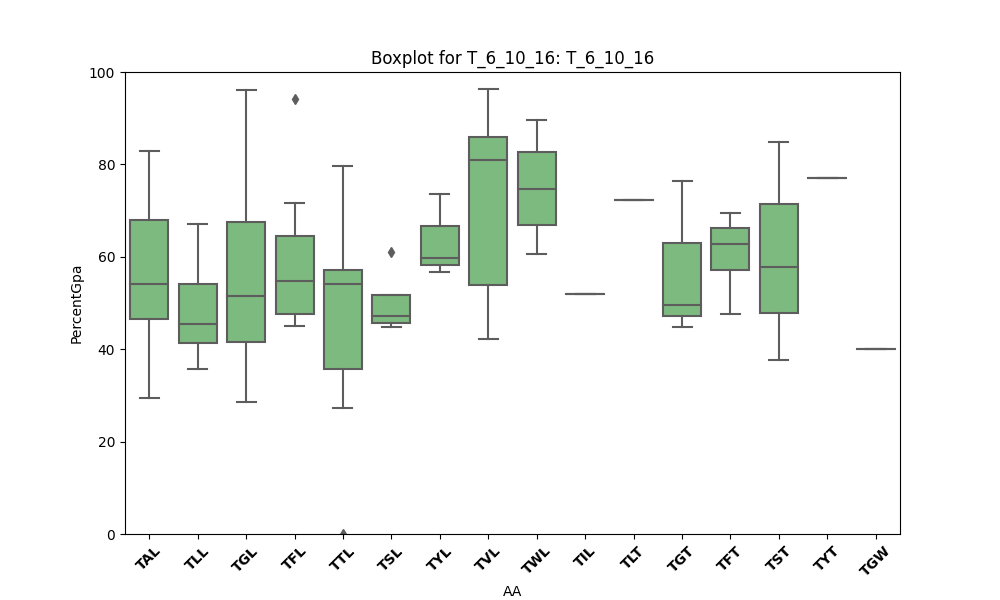 Boxplot for T_6_10_16: T_6_10_16
100
80
60
40
20
0
PercentGpa
TAL TLL TGL TFL TTL TSL TYL TVL TWL TIL TLT TGT TFT TST TYT TGW
AA